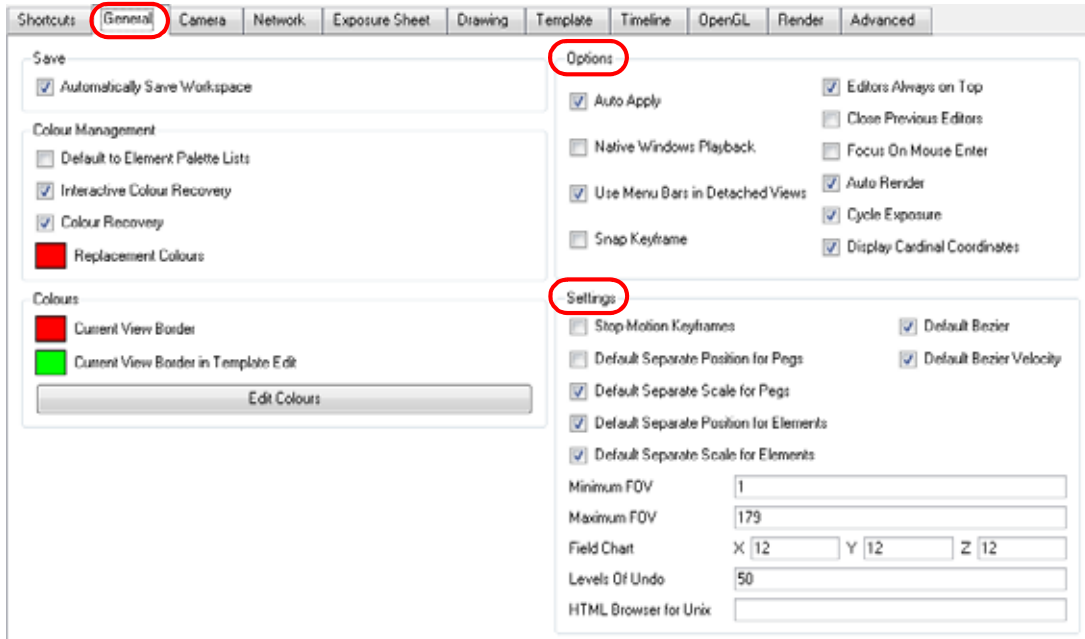 Shortcuts General Camera Network Exposure Sheet Drawing Template Timeline OpenGL Render Advanced
Save
Automatically Save Workspace
Colour Management
Default to Element Palette Lists
Interactive Colour Recovery
Colour Recovery
Replacement Colours
Colours
Current View Border
Current View Border in Template Edit
Edit Colours
Options
Auto Apply
Native Windows Playback
Use Menu Bars in Detached Views
Snap Keyframe
Editors Always on Top
Close Previous Editors
Focus On Mouse Enter
Auto Render
Cycle Exposure
Display Cardinal Coordinates
Settings
Stop-Motion Keyframes
Default Separate Position for Pegs
Default Separate Scale for Pegs
Default Separate Position for Elements
Default Separate Scale for Elements
Default Bezier
Default Bezier Velocity
Minimum FOV 1
Maximum FOV 179
Field Chart X 12 Y 12 Z 12
Levels Of Undo 50
HTML Browser for Unix